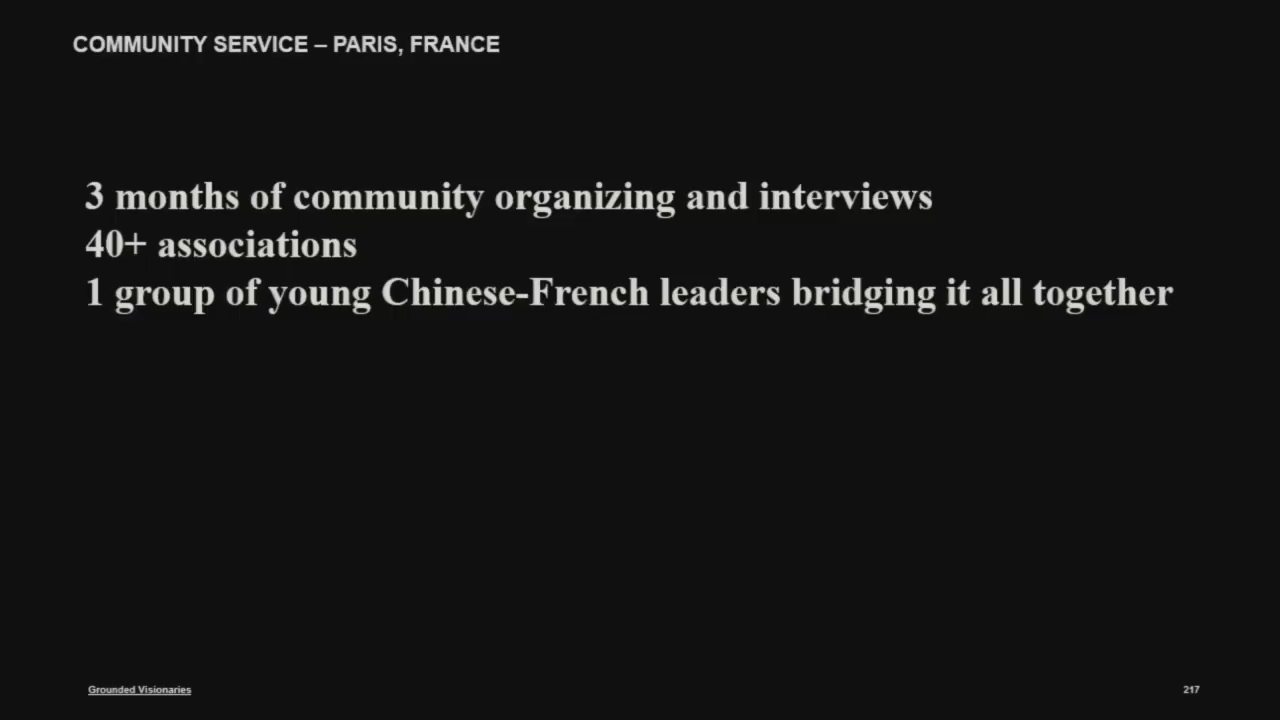 COMMUNITY SERVICE – PARIS, FRANCE
3 months of community organizing and interviews
40+ associations
1 group of young Chinese-French leaders bridging it all together
Grounded Visionaries
217